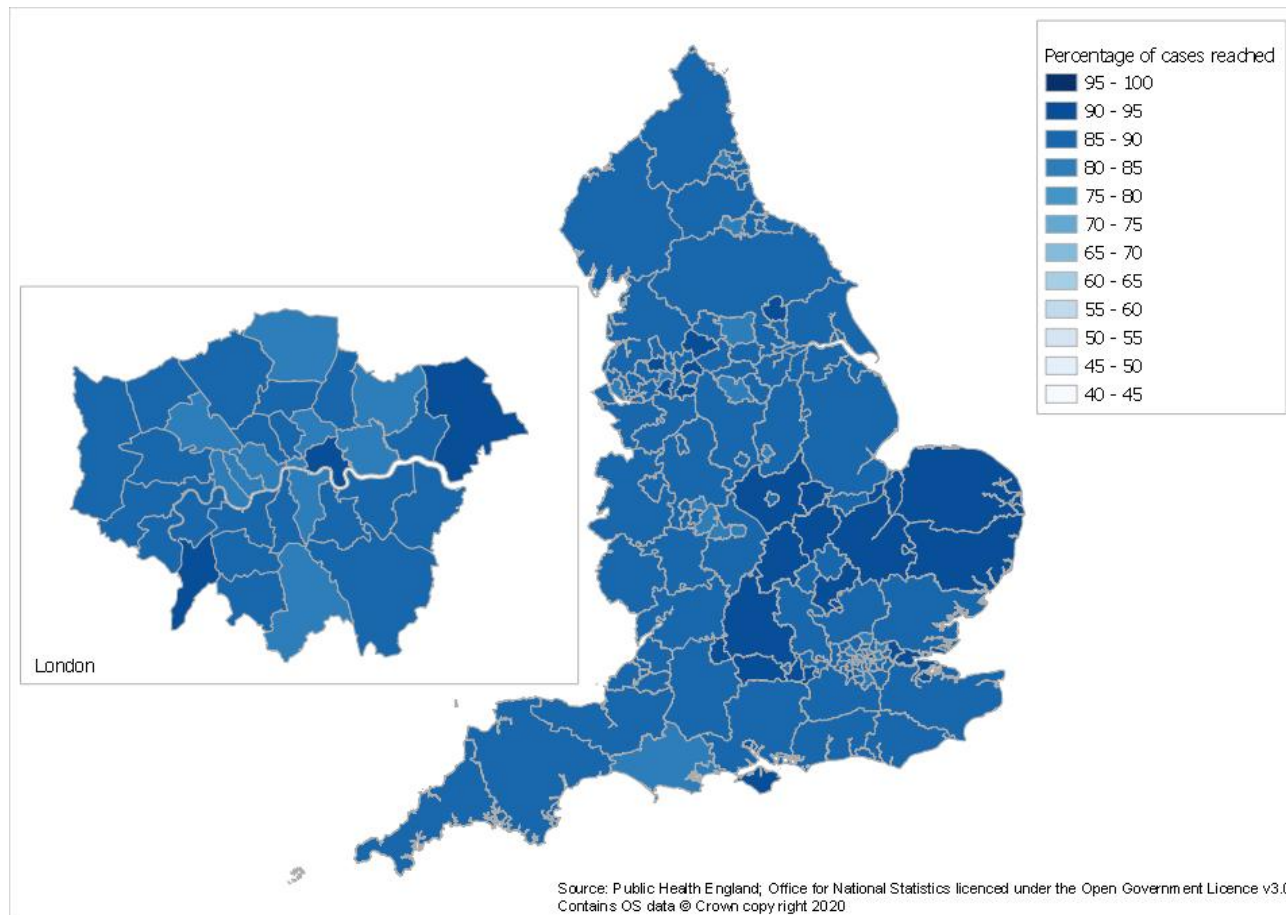 Percentage of cases reached
95 - 100
90 - 95
85 - 90
80 - 85
75 - 80
70 - 75
65 - 70
60 - 65
55 - 60
50 - 55
45 - 50
40 - 45
London
Source: Public Health England; Office for National Statistics licenced under the Open Government Licence v3.0
Contains OS data © Crown copyright 2020